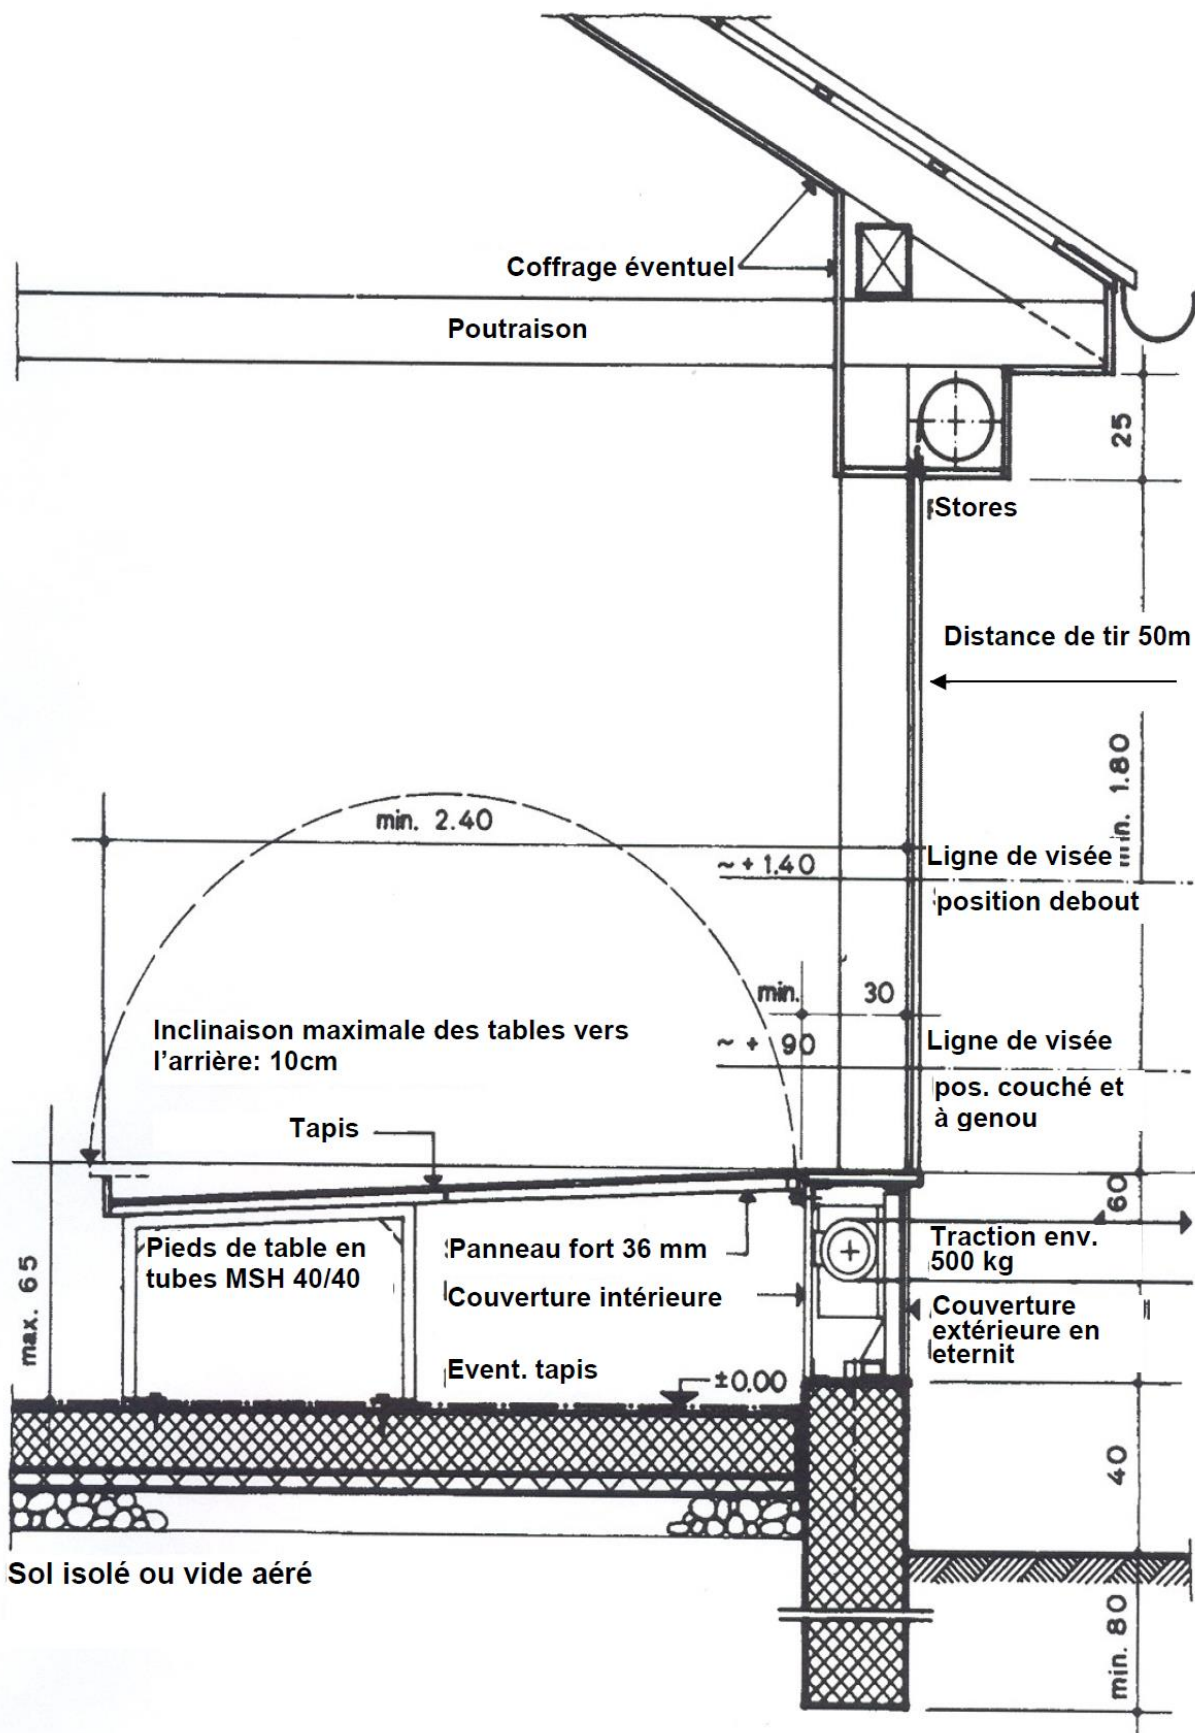 Coffrage éventuel
Poutraison
25
Stores
Distance de tir 50m
min. 1.80
min. 2.40
~ + 1.40
Ligne de visée
position debout
min. 30
Inclinaison maximale des tables vers
l'arrière: 10cm
~ + 90
Ligne de visée
pos. couché et
à genou
Tapis
60
Pieds de table en
tubes MSH 40/40
Panneau fort 36 mm
Traction env.
500 kg
max. 65
Couverture intérieure
Couverture
extérieure en
eternit
Event. tapis
±0.00
40
Sol isolé ou vide aéré
min. 80